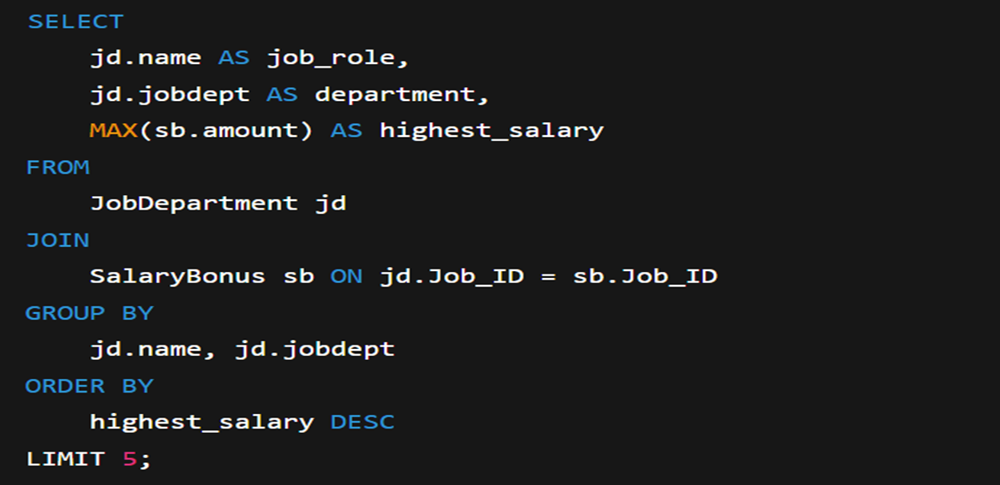 SELECT
jd.name AS job_role,
jd.jobdept AS department,
MAX(sb.amount) AS highest_salary
FROM
JobDepartment jd
JOIN
SalaryBonus sb ON jd.Job_ID = sb.Job_ID
GROUP BY
jd.name, jd.jobdept
ORDER BY
highest_salary DESC
LIMIT 5;